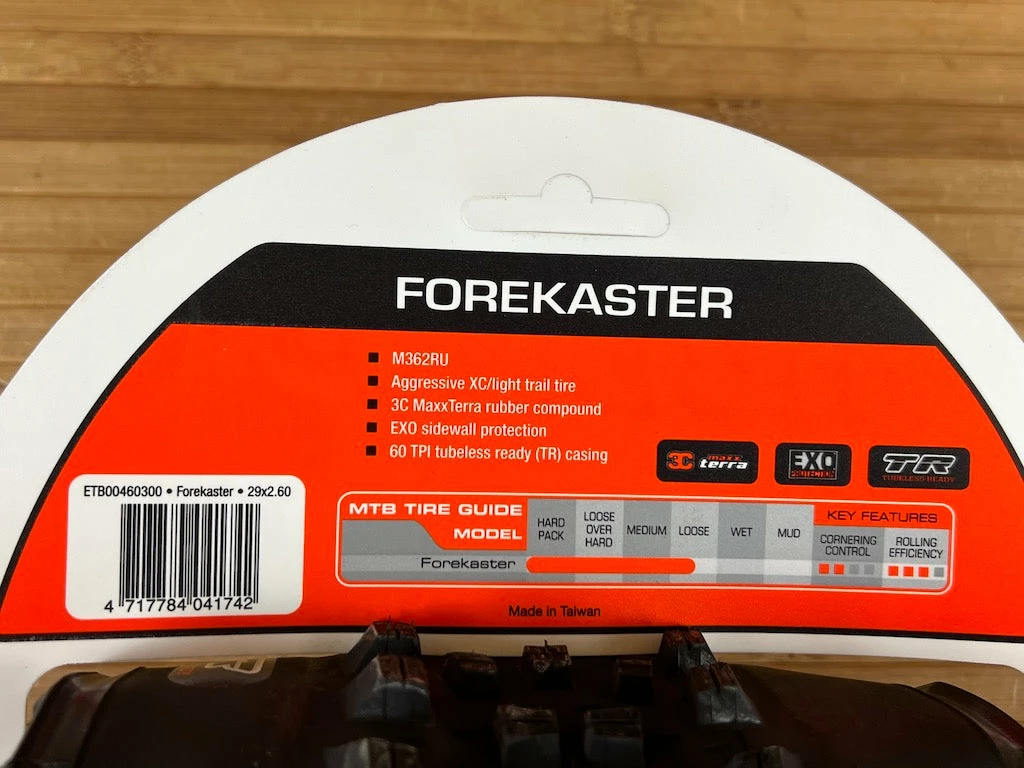 FOREKASTER
■ M362RU
■ Aggressive XC/light trail tire
■ 3C MaxxTerra rubber compound
■ EXO sidewall protection
■ 60 TPI tubeless ready (TR) casing
3C maxx terra
EXO PROTECTION
TR TUBELESS READY
ETB00460300 • Forekaster • 29x2.60
4 717784 041742
MTB TIRE GUIDE
MODEL
HARD PACK
LOOSE OVER HARD
MEDIUM
LOOSE
WET
MUD
KEY FEATURES
CORNERING CONTROL
ROLLING EFFICIENCY
Forekaster
Made in Taiwan